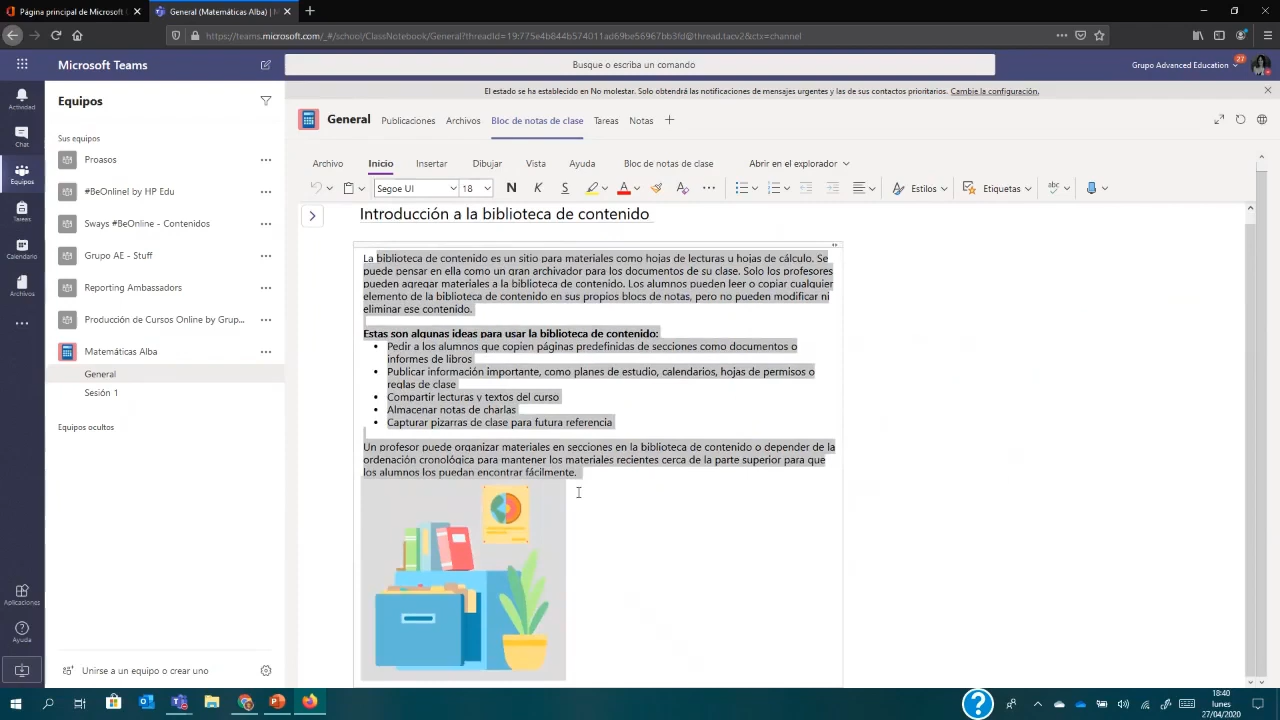 Página principal de Microsoft
General (Matemáticas Alba) |
https://teams.microsoft.com/_#/school/ClassNotebook/General?threadId=19:775e4b844b574011ad69be56967bb3fd@thread.tacv2&ctx=channel
Microsoft Teams
Busque o escriba un comando
Grupo Advanced Education
27
El estado se ha establecido en No molestar. Solo obtendrá las notificaciones de mensajes urgentes y las de sus contactos prioritarios. Cambie la configuración.
Actividad
Chat
Equipos
Tareas
Calendario
Archivos
Aplicaciones
Ayuda
Equipos
Sus equipos
Proasos
#BeOnline! by HP Edu
Sways #BeOnline - Contenidos
Grupo AE - Stuff
Reporting Ambassadors
Producción de Cursos Online by Grup...
Matemáticas Alba
General
Sesión 1
Equipos ocultos
Unirse a un equipo o crear uno
General Publicaciones Archivos Bloc de notas de clase Tareas Notas
Archivo Inicio Insertar Dibujar Vista Ayuda Bloc de notas de clase Abrir en el explorador
Segoe UI 18 N K S A Estilos Etiquetas abc
Introducción a la biblioteca de contenido
La biblioteca de contenido es un sitio para materiales como hojas de lecturas u hojas de cálculo. Se
puede pensar en ella como un gran archivador para los documentos de su clase. Solo los profesores
pueden agregar materiales a la biblioteca de contenido. Los alumnos pueden leer o copiar cualquier
elemento de la biblioteca de contenido en sus propios blocs de notas, pero no pueden modificar ni
eliminar ese contenido.
Estas son algunas ideas para usar la biblioteca de contenido:
• Pedir a los alumnos que copien páginas predefinidas de secciones como documentos o
informes de libros
• Publicar información importante, como planes de estudio, calendarios, hojas de permisos o
reglas de clase
• Compartir lecturas y textos del curso
• Almacenar notas de charlas
• Capturar pizarras de clase para futura referencia
Un profesor puede organizar materiales en secciones en la biblioteca de contenido o depender de la
ordenación cronológica para mantener los materiales recientes cerca de la parte superior para que
los alumnos los puedan encontrar fácilmente.
18:40
lunes
27/04/2020